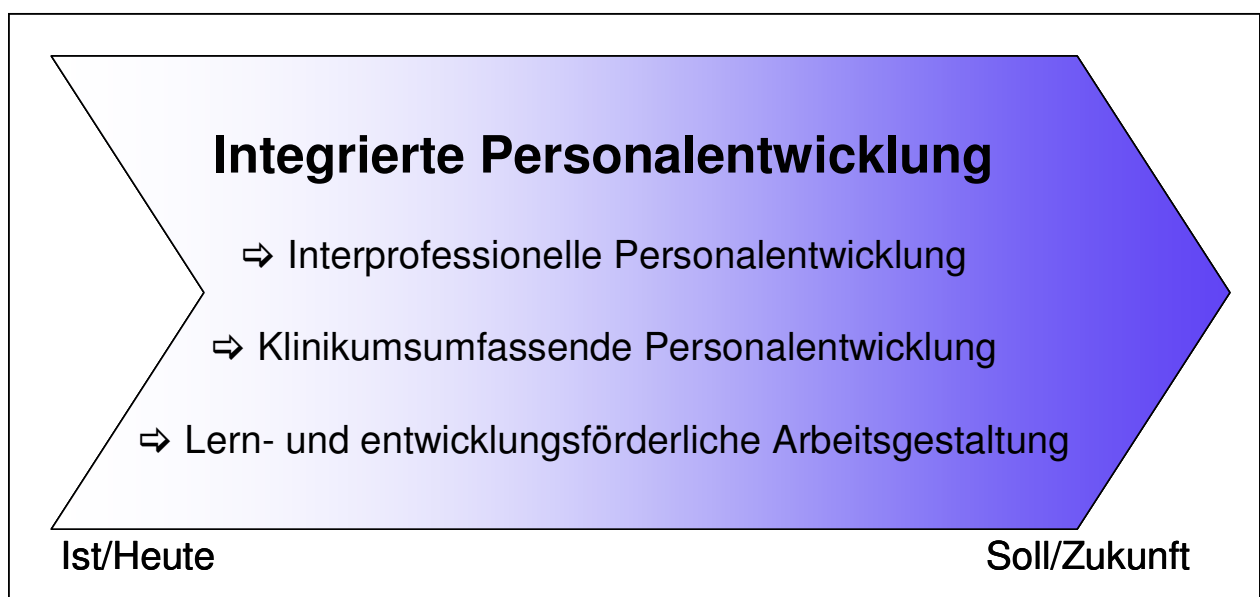 Integrierte Personalentwicklung
⇨ Interprofessionelle Personalentwicklung
⇨ Klinikumsumfassende Personalentwicklung
⇨ Lern- und entwicklungsförderliche Arbeitsgestaltung
Ist/Heute Soll/Zukunft